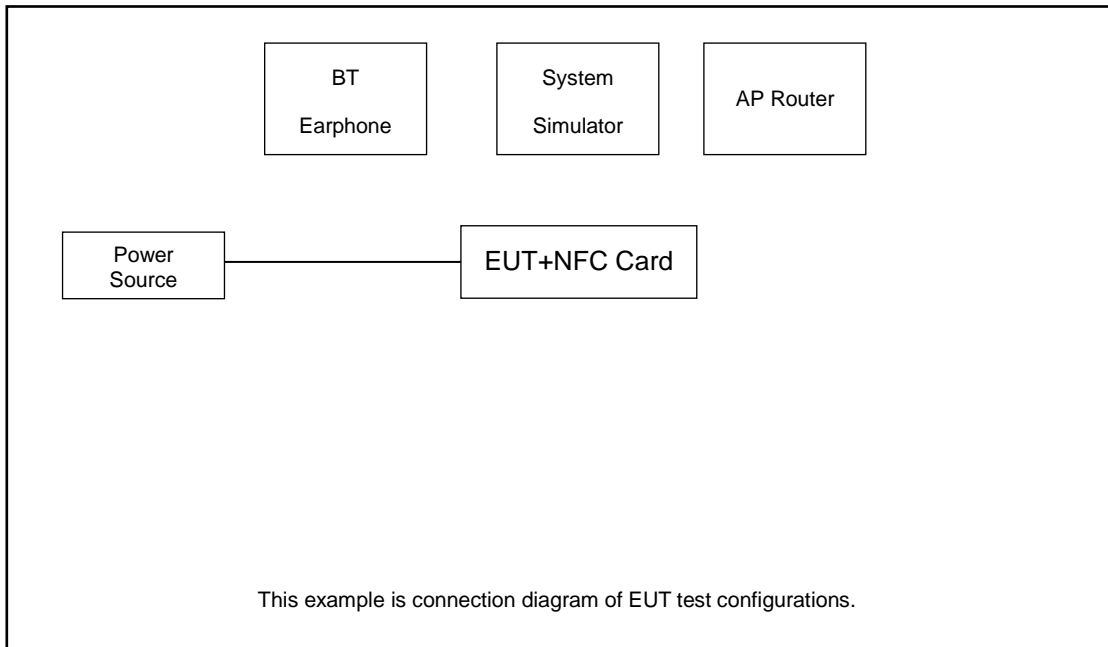 BT
Earphone
System
Simulator
AP Router
Power
Source
EUT+NFC Card
This example is connection diagram of EUT test configurations.